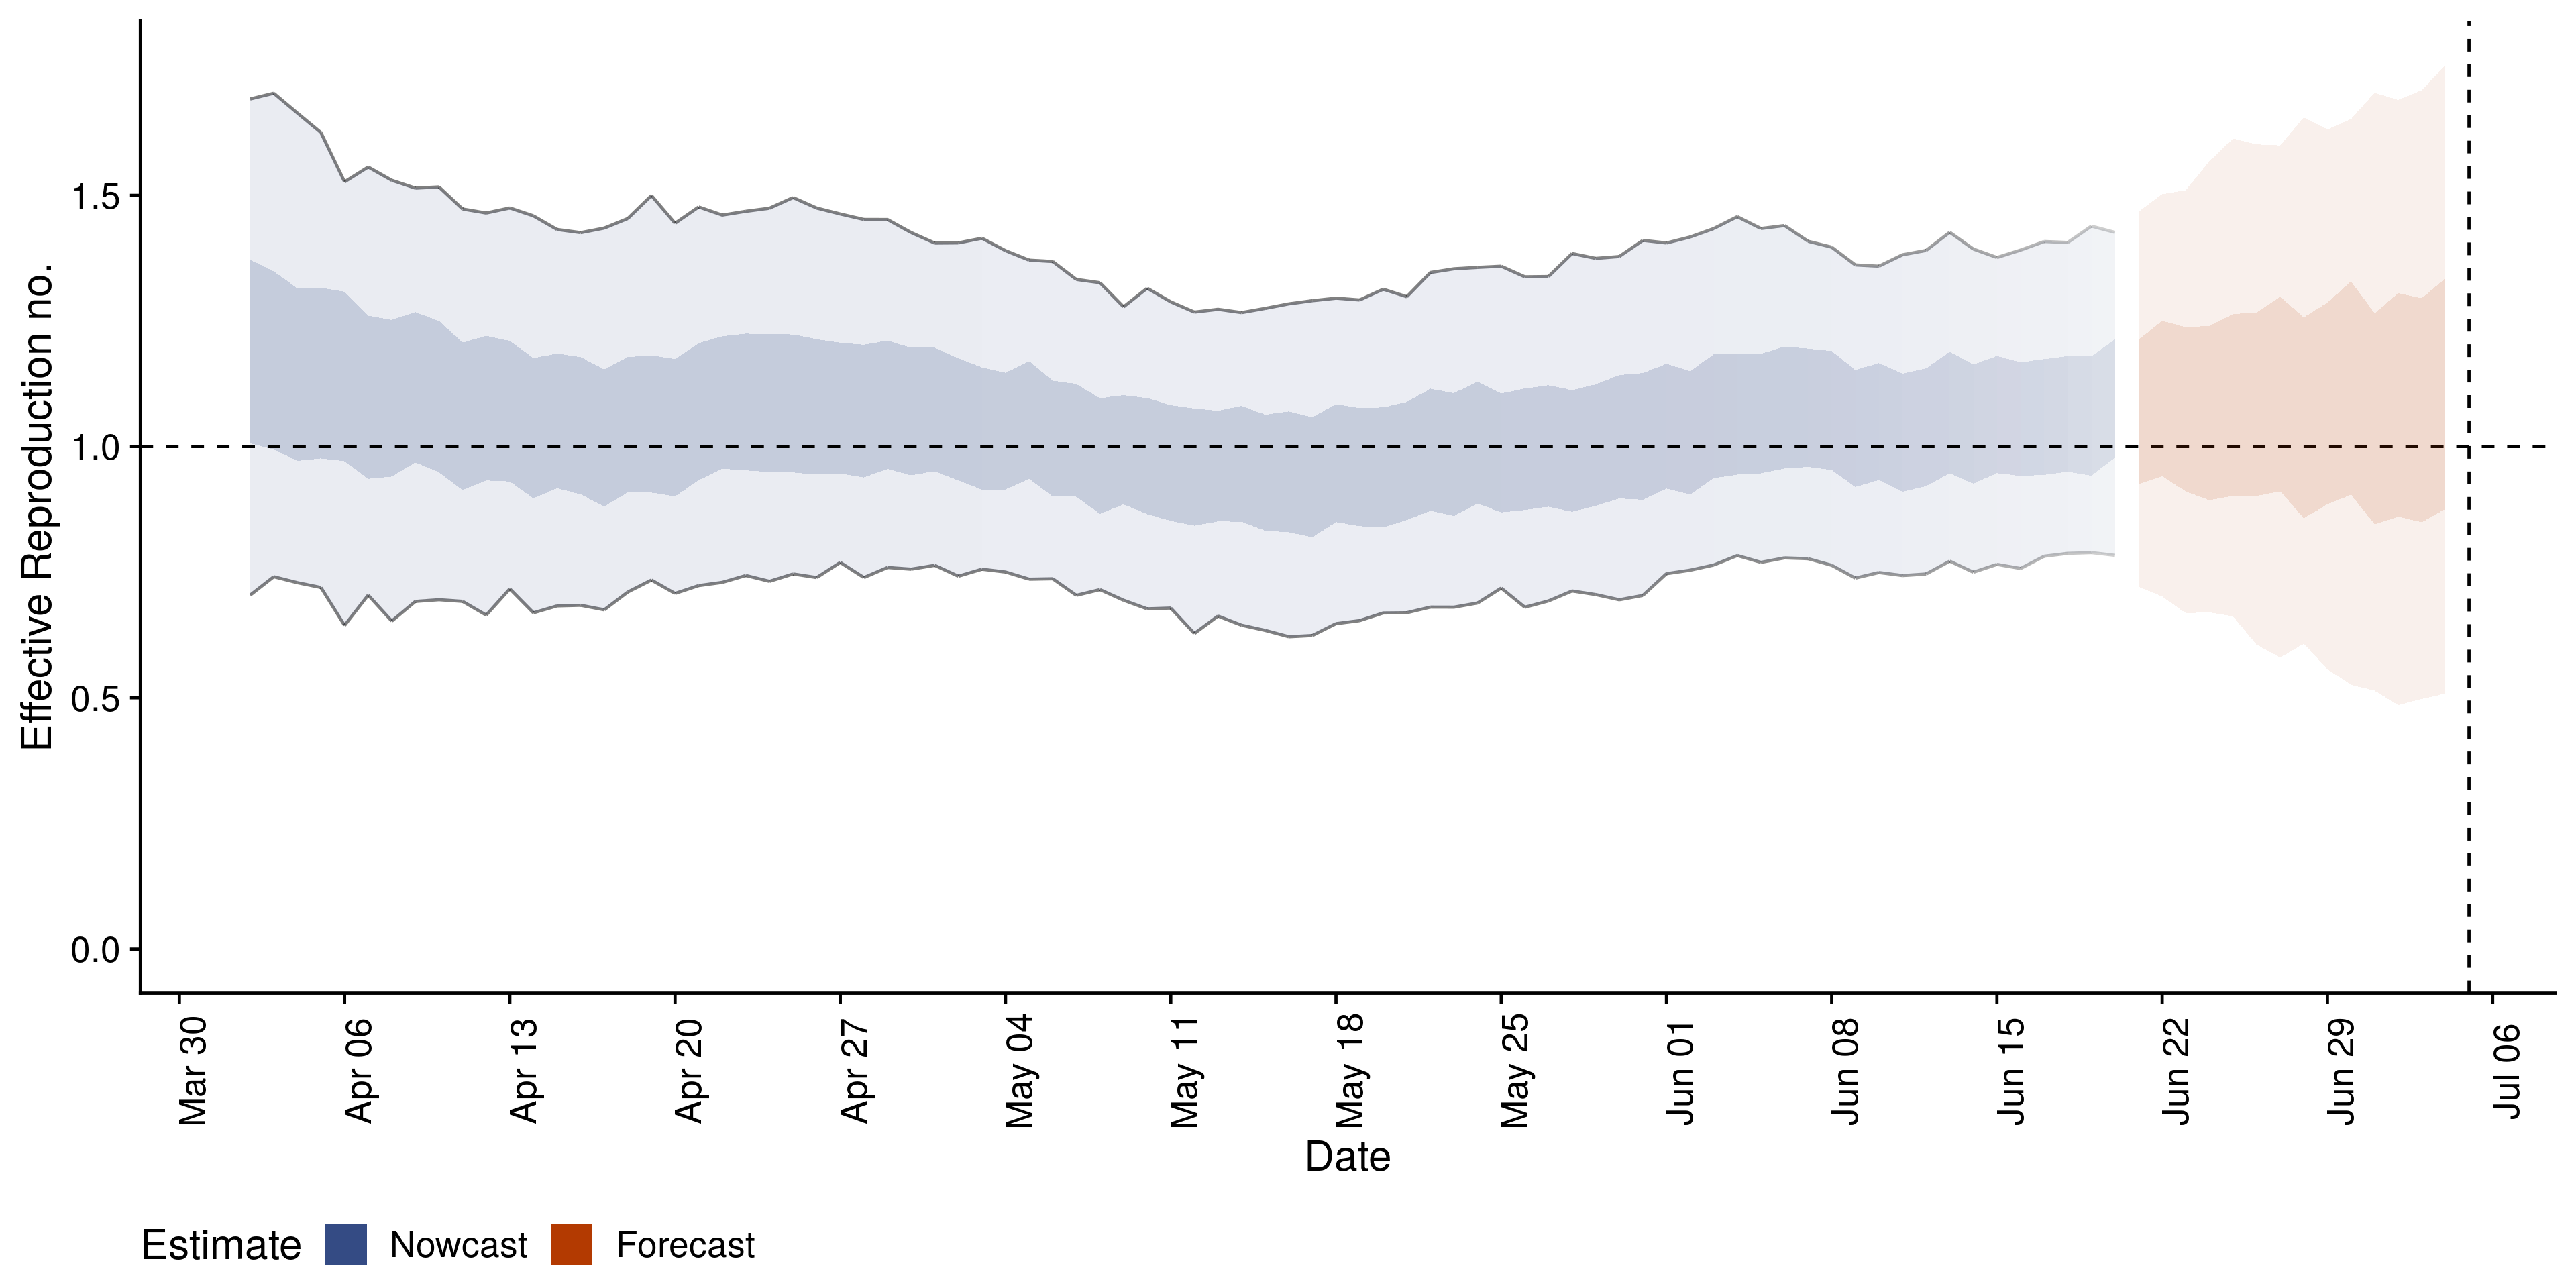 Effective Reproduction no.
1.5
1.0
0.5
0.0
Mar 30
Apr 06
Apr 13
Apr 20
Apr 27
May 04
May 11
May 18
May 25
Jun 01
Jun 08
Jun 15
Jun 22
Jun 29
Jul 06
Date
Estimate Nowcast Forecast